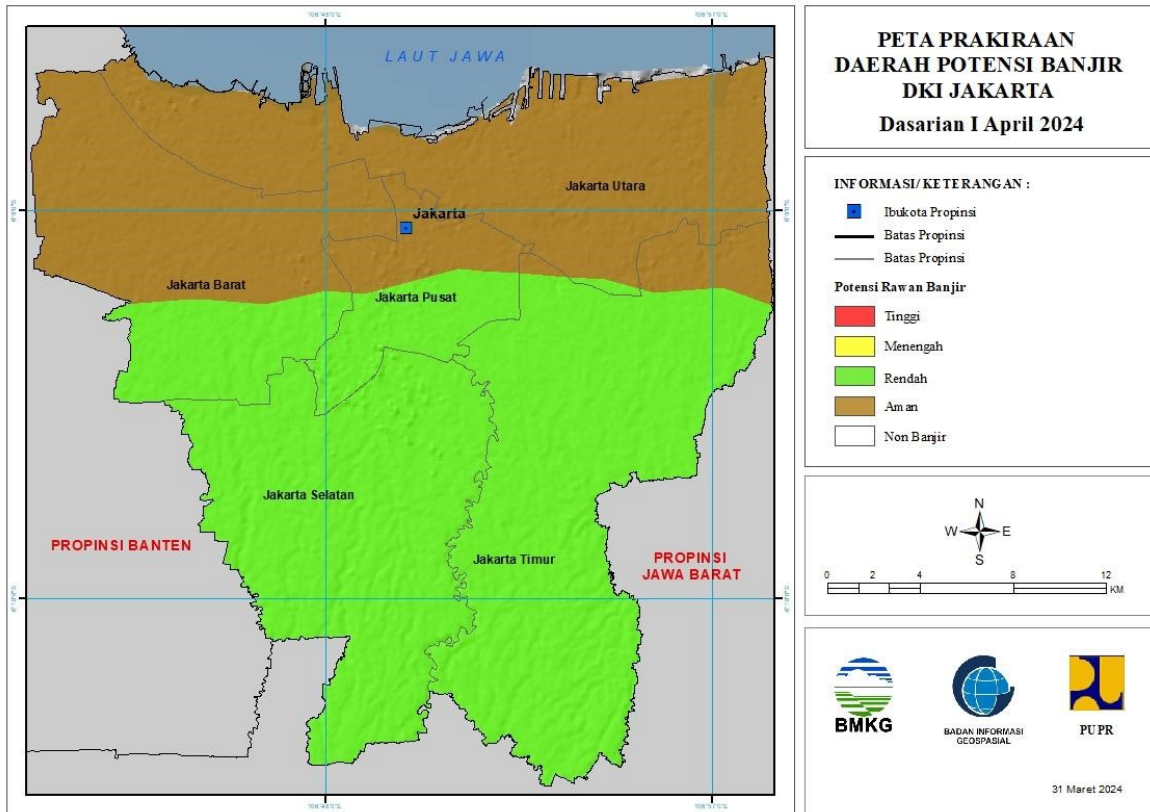 PETA PRAKIRAAN
DAERAH POTENSI BANJIR
DKI JAKARTA
Dasarian I April 2024
INFORMASI/ KETERANGAN :
Ibukota Propinsi
Batas Propinsi
Batas Propinsi
Potensi Rawan Banjir
Tinggi
Menengah
Rendah
Aman
Non Banjir
N
W E
S
0 2 4 8 12
KM
BMKG
BADAN INFORMASI
GEOSPASIAL
PUPR
31 Maret 2024
LAUT JAWA
Jakarta Utara
Jakarta
Jakarta Barat
Jakarta Pusat
Jakarta Selatan
Jakarta Timur
PROPINSI BANTEN
PROPINSI
JAWA BARAT